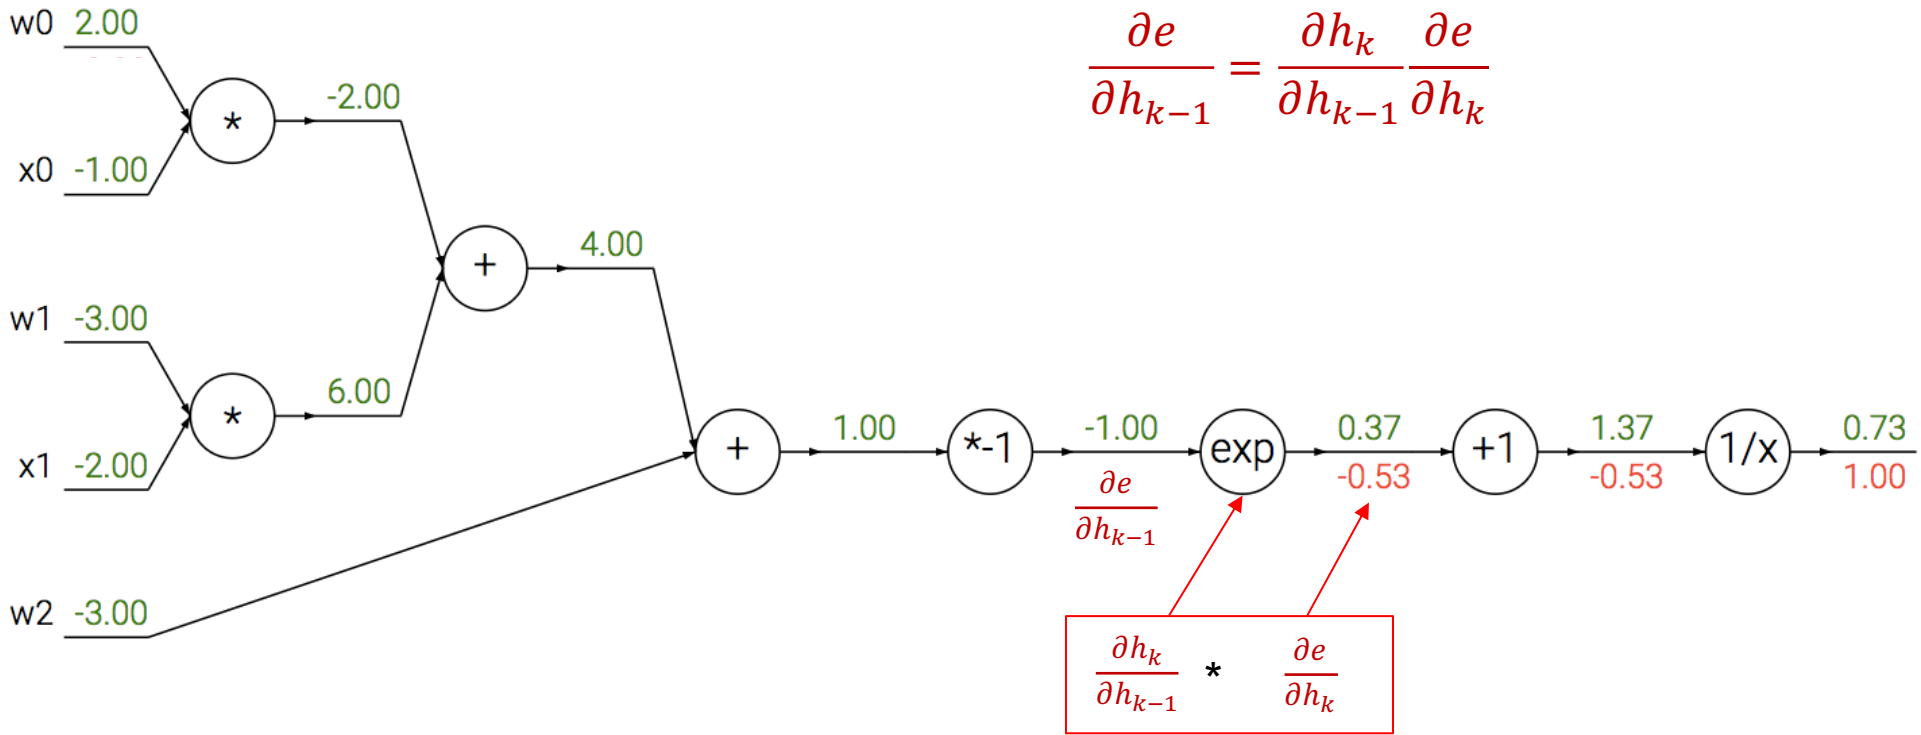 w0 2.00
∂e/∂h_{k−1} = ∂h_k/∂h_{k−1} ∂e/∂h_k
*
-2.00
x0 -1.00
+
4.00
w1 -3.00
*
6.00
x1 -2.00
+
1.00
*-1
-1.00
∂e/∂h_{k−1}
exp
0.37
-0.53
+1
1.37
-0.53
1/x
0.73
1.00
w2 -3.00
∂h_k/∂h_{k−1} * ∂e/∂h_k